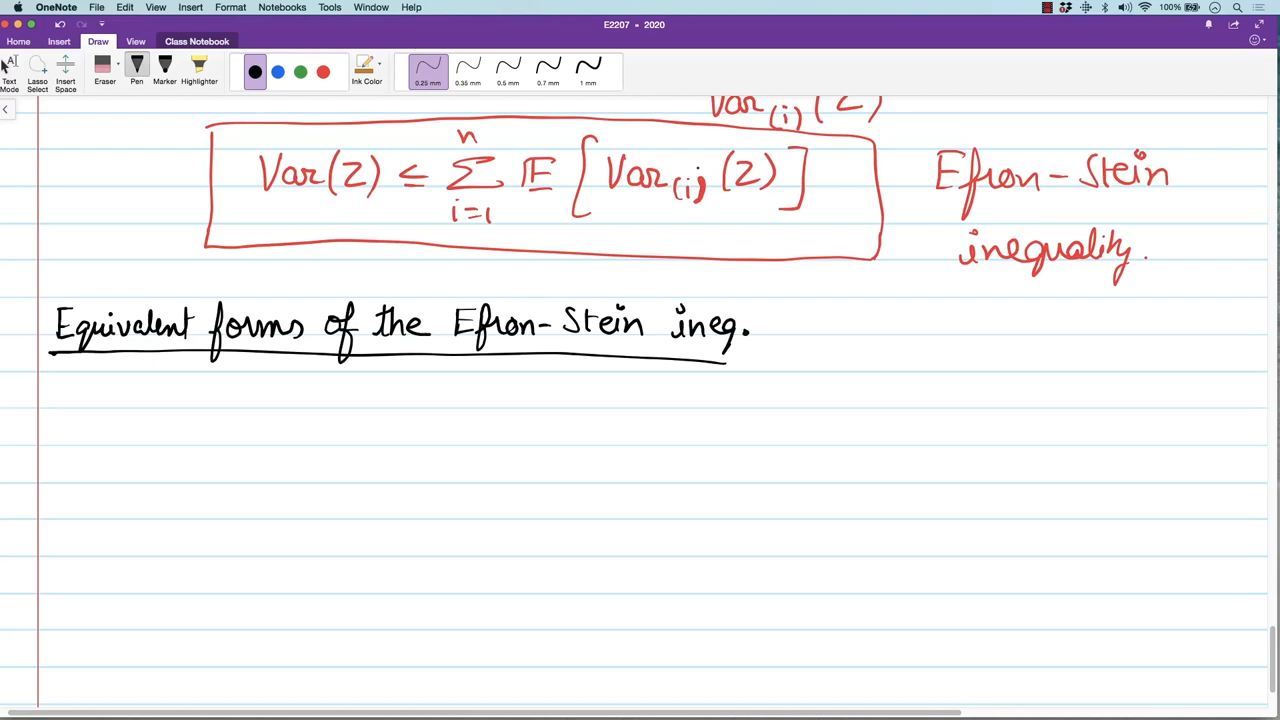 OneNote File Edit View Insert Format Notebooks Tools Window Help 100%
E2207 - 2020
Home Insert Draw View Class Notebook
Text Mode Lasso Select Insert Space Eraser Pen Marker Highlighter Ink Color 0.25 mm 0.35 mm 0.5 mm 0.7 mm 1 mm
Var(i)(Z)
Var(Z) ≤ n∑i=1 𝔼[Var(i)(Z)] Efron-Stein
inequality.
Equivalent forms of the Efron-Stein ineq.